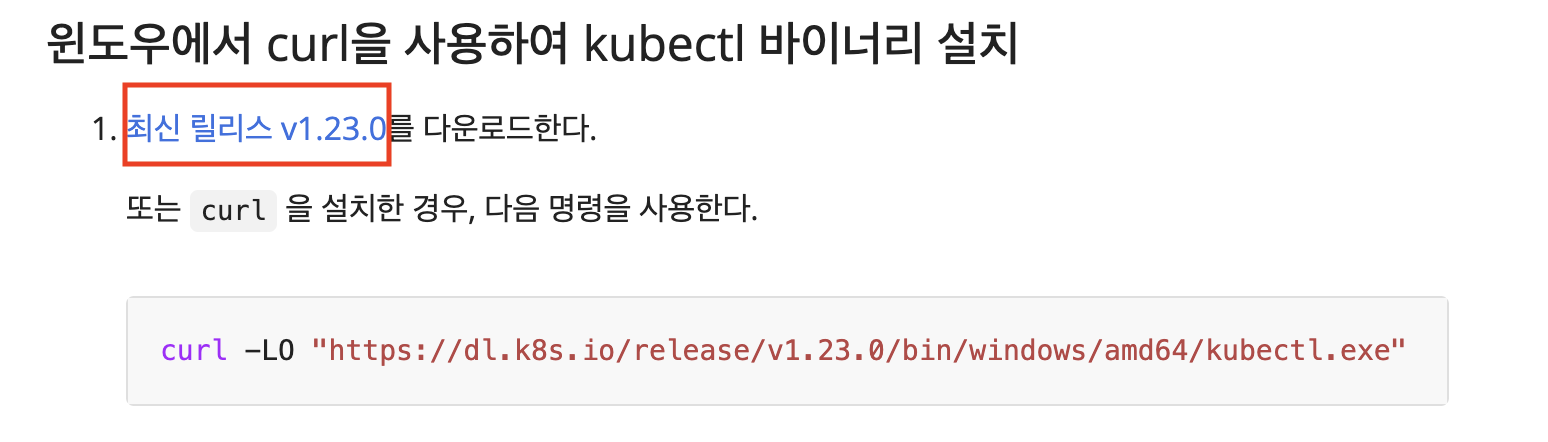 윈도우에서 curl을 사용하여 kubectl 바이너리 설치
1. 최신 릴리스 v1.23.0를 다운로드한다.
또는 curl 을 설치한 경우, 다음 명령을 사용한다.
curl -LO "https://dl.k8s.io/release/v1.23.0/bin/windows/amd64/kubectl.exe"